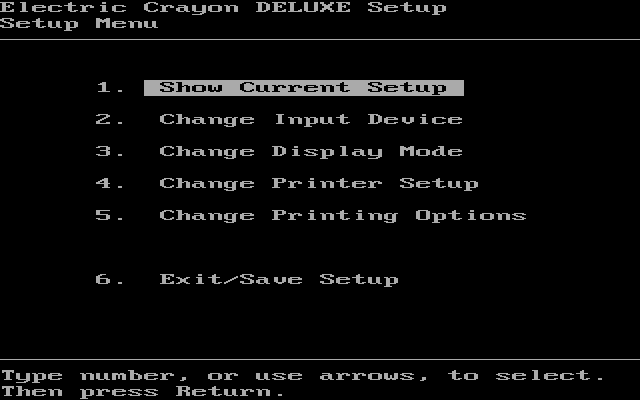 Electric Crayon DELUXE Setup
Setup Menu
1. Show Current Setup
2. Change Input Device
3. Change Display Mode
4. Change Printer Setup
5. Change Printing Options
6. Exit/Save Setup
Type number, or use arrows, to select.
Then press Return.